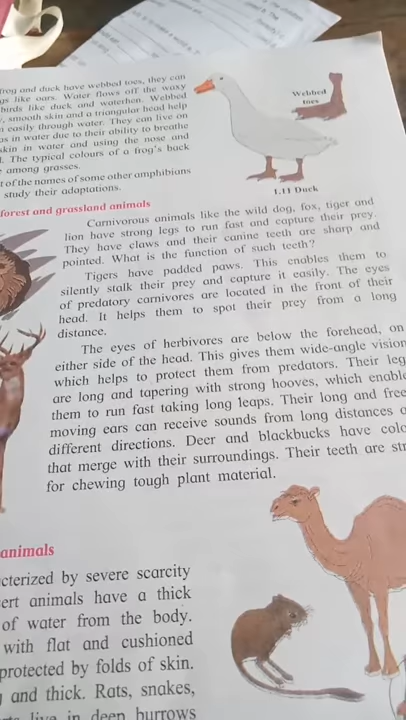 frog and duck have webbed toes, they can
like oars. Water flows off the waxy
birds like duck and waterhen. Webbed
smooth skin and a triangular head help
easily through water. They can live on
as in water due to their ability to breathe
skin in water and using the nose and
The typical colours of a frog's back
among grasses.
t of the names of some other amphibians
study their adaptations.
Webbed
toes
1.11 Duck
forest and grassland animals
Carnivorous animals like the wild dog, fox, tiger and
lion have strong legs to run fast and capture their prey.
They have claws and their canine teeth are sharp and
pointed. What is the function of such teeth?
Tigers have padded paws. This enables them to
silently stalk their prey and capture it easily. The eyes
of predatory carnivores are located in the front of their
head. It helps them to spot their prey from a long
distance.
The eyes of herbivores are below the forehead, on
either side of the head. This gives them wide-angle vision
which helps to protect them from predators. Their leg
are long and tapering with strong hooves, which enable
them to run fast taking long leaps. Their long and free
moving ears can receive sounds from long distances
different directions. Deer and blackbucks have colo
that merge with their surroundings. Their teeth are str
for chewing tough plant material.
animals
cterized by severe scarcity
ert animals have a thick
of water from the body.
with flat and cushioned
protected by folds of skin.
and thick. Rats, snakes,
live in deep burrows